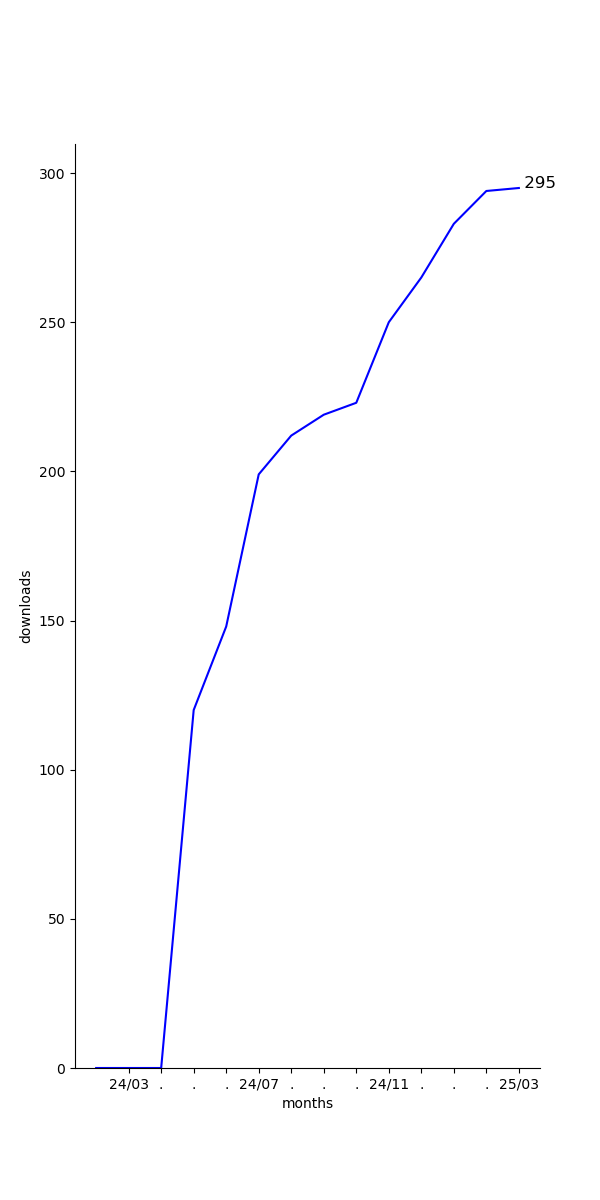 300
295
250
200
150
100
50
0
downloads
24/03 . . . 24/07 . . . 24/11 . . . 25/03
months